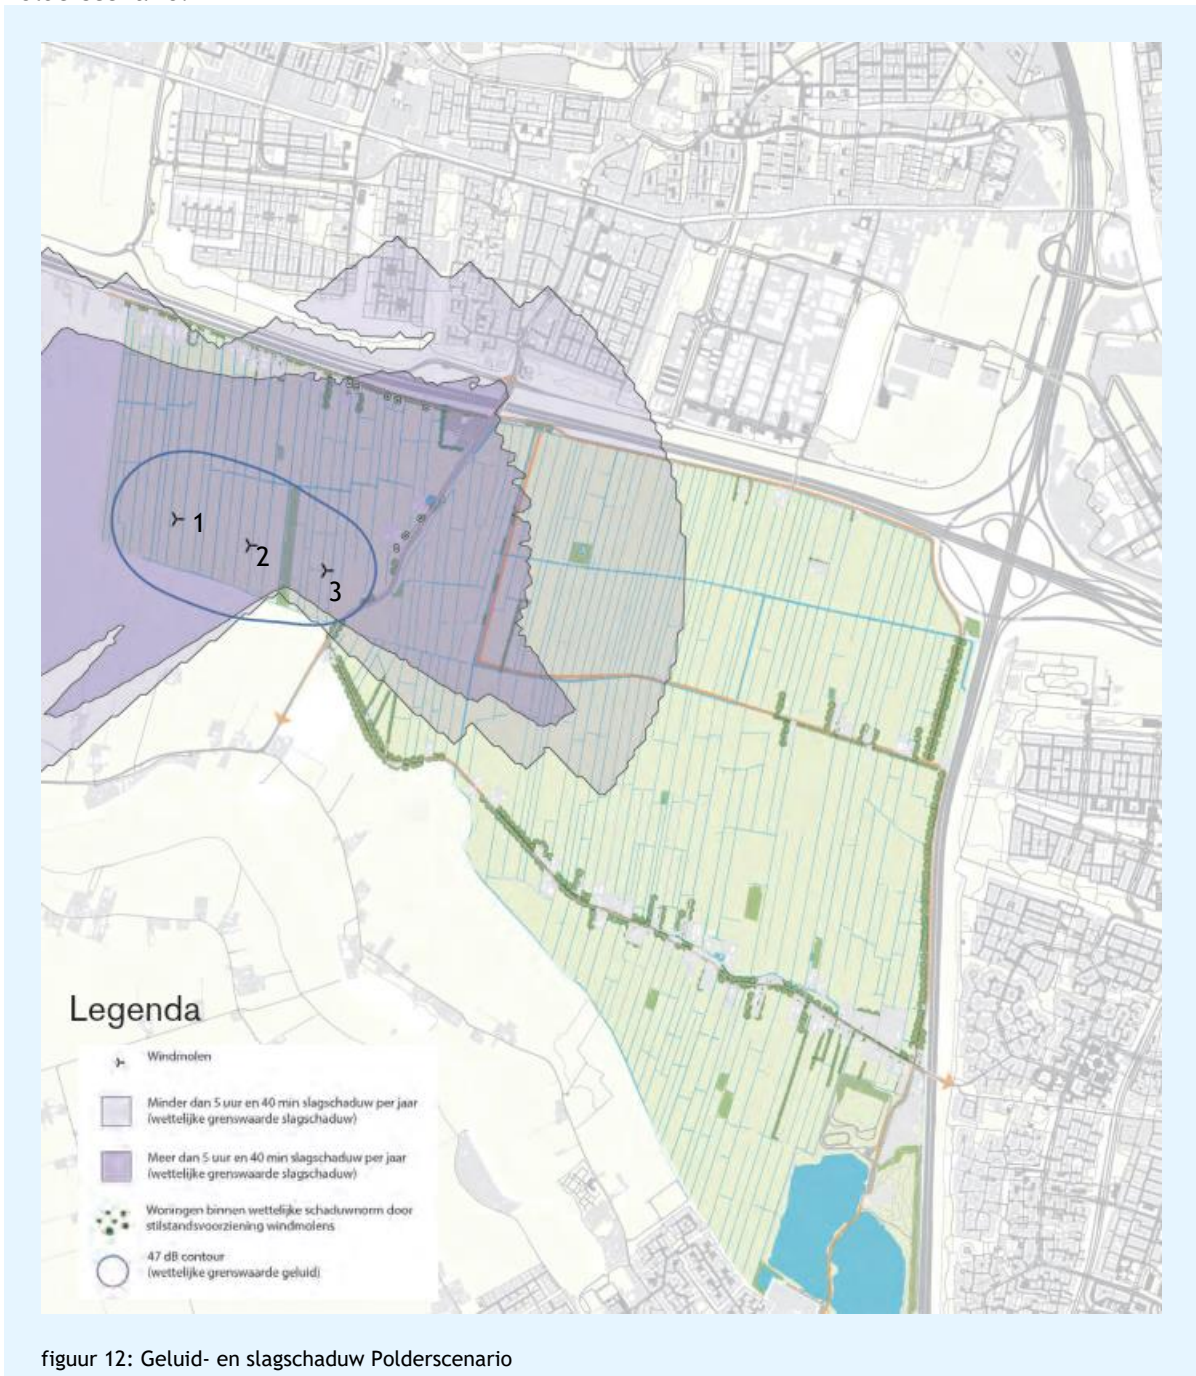 1
2
3
Legenda
Windmolen
Minder dan 5 uur en 40 min slagschaduw per jaar
(wettelijke grenswaarde slagschaduw)
Meer dan 5 uur en 40 min slagschaduw per jaar
(wettelijke grenswaarde slagschaduw)
Woningen binnen wettelijke schaduwnorm door
stilstandsvoorziening windmolens
47 dB contour
(wettelijke grenswaarde geluid)
figuur 12: Geluid- en slagschaduw Polderscenario